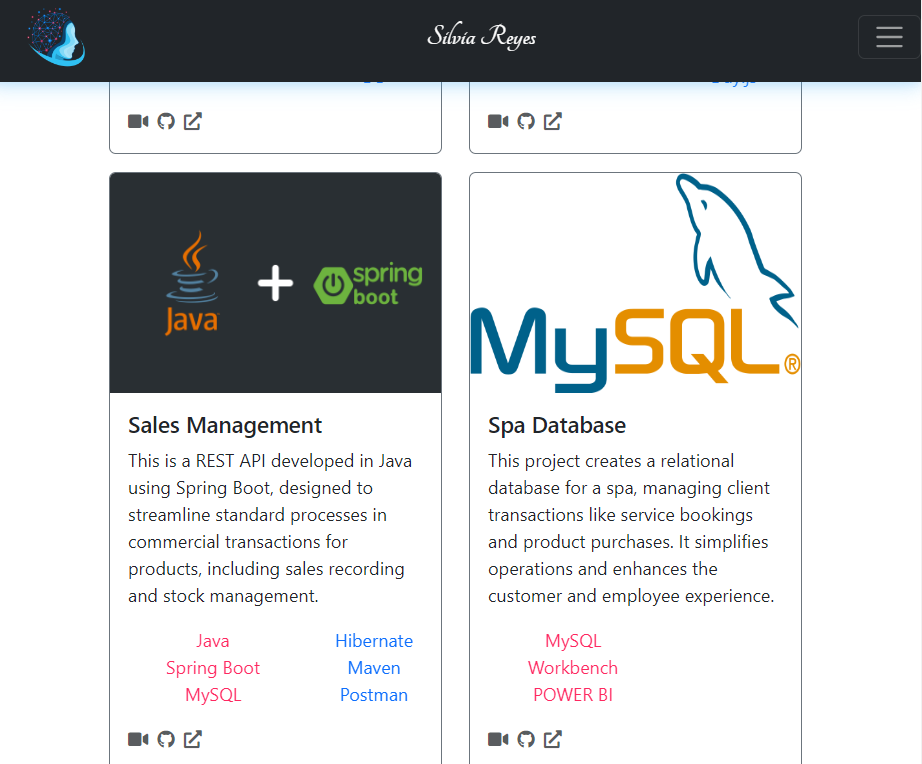 Silvia Reyes
Java
spring
boot
MySQL®
Sales Management
This is a REST API developed in Java
using Spring Boot, designed to
streamline standard processes in
commercial transactions for
products, including sales recording
and stock management.
Java
Hibernate
Spring Boot
Maven
MySQL
Postman
Spa Database
This project creates a relational
database for a spa, managing client
transactions like service bookings
and product purchases. It simplifies
operations and enhances the
customer and employee experience.
MySQL
Workbench
POWER BI